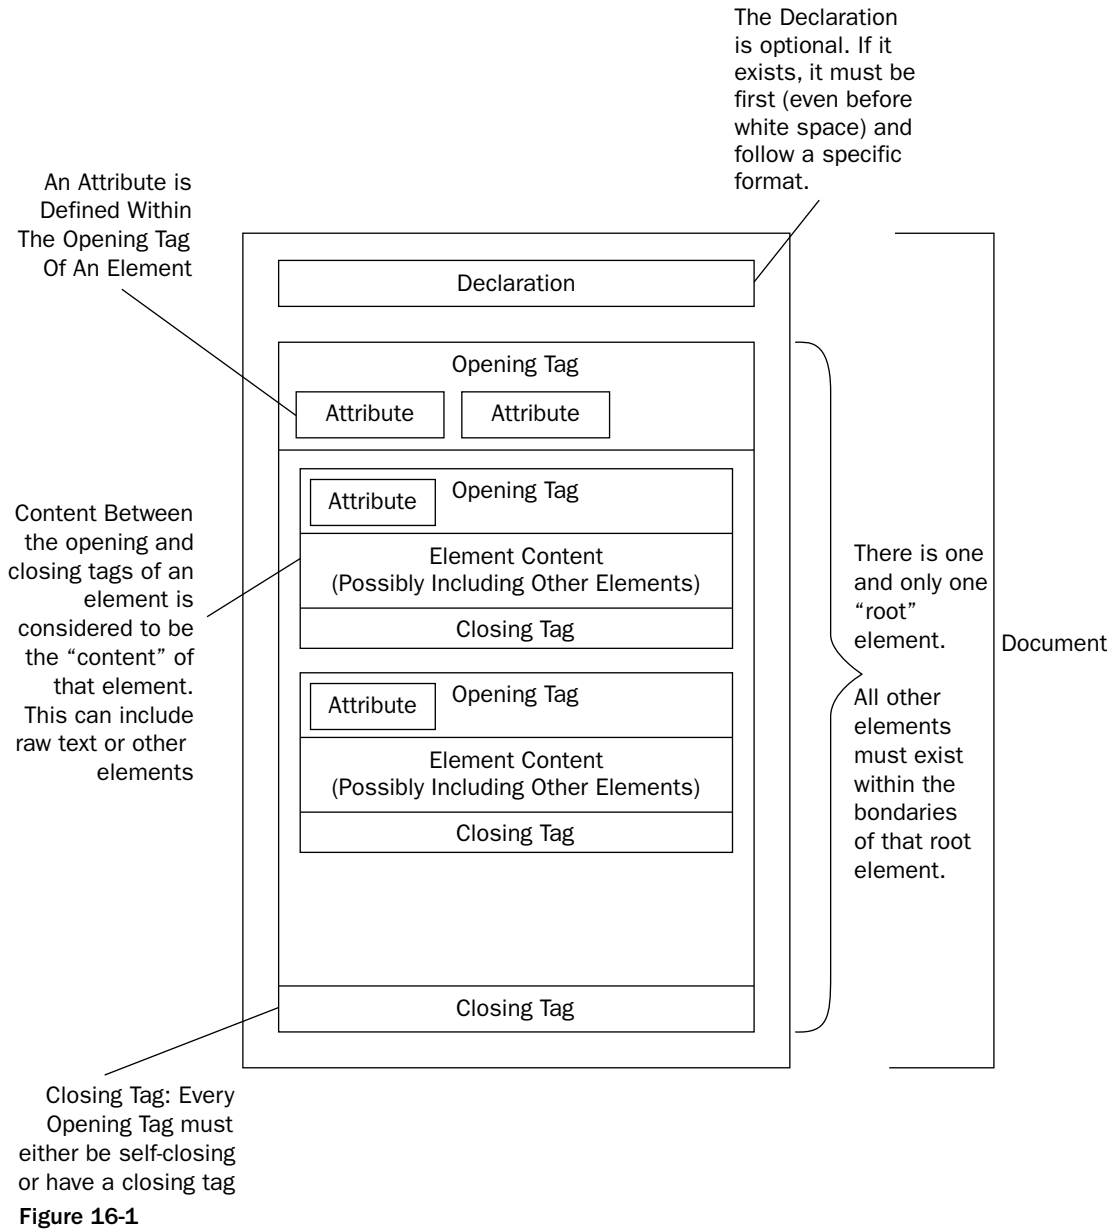 The Declaration
is optional. If it
exists, it must be
first (even before
white space) and
follow a specific
format.
An Attribute is
Defined Within
The Opening Tag
Of An Element
Declaration
Opening Tag
Attribute
Attribute
Attribute
Opening Tag
Element Content
(Possibly Including Other Elements)
Closing Tag
Attribute
Opening Tag
Element Content
(Possibly Including Other Elements)
Closing Tag
Closing Tag
Content Between
the opening and
closing tags of an
element is
considered to be
the “content” of
that element.
This can include
raw text or other
elements
There is one
and only one
“root”
element.
All other
elements
must exist
within the
bondaries
of that root
element.
Document
Closing Tag: Every
Opening Tag must
either be self-closing
or have a closing tag
Figure 16-1